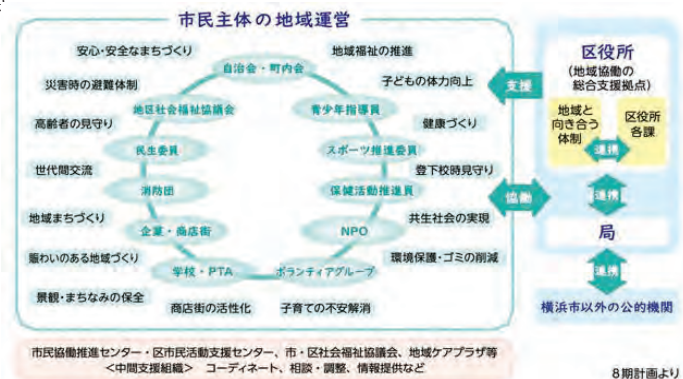 市民主体の地域運営
安心・安全なまちづくり
地域福祉の推進
自治会・町内会
災害時の避難体制
子どもの体力向上
地区社会福祉協議会
青少年指導員
高齢者の見守り
健康づくり
民生委員
スポーツ推進委員
世代間交流
登下校時見守り
消防団
保健活動推進員
地域まちづくり
共生社会の実現
企業・商店街
NPO
賑わいのある地域づくり
環境保護・ゴミの削減
学校・PTA
ボランティアグループ
景観・まちなみの保全
商店街の活性化
子育ての不安解消
支援
協働
区役所
(地域協働の
総合支援拠点)
地域と
向き合う
体制
区役所
各課
連携
連携
局
連携
横浜市以外の公的機関
市民協働推進センター・区市民活動支援センター、市・区社会福祉協議会、地域ケアプラザ等
<中間支援組織> コーディネート、相談・調整、情報提供など
8期計画より